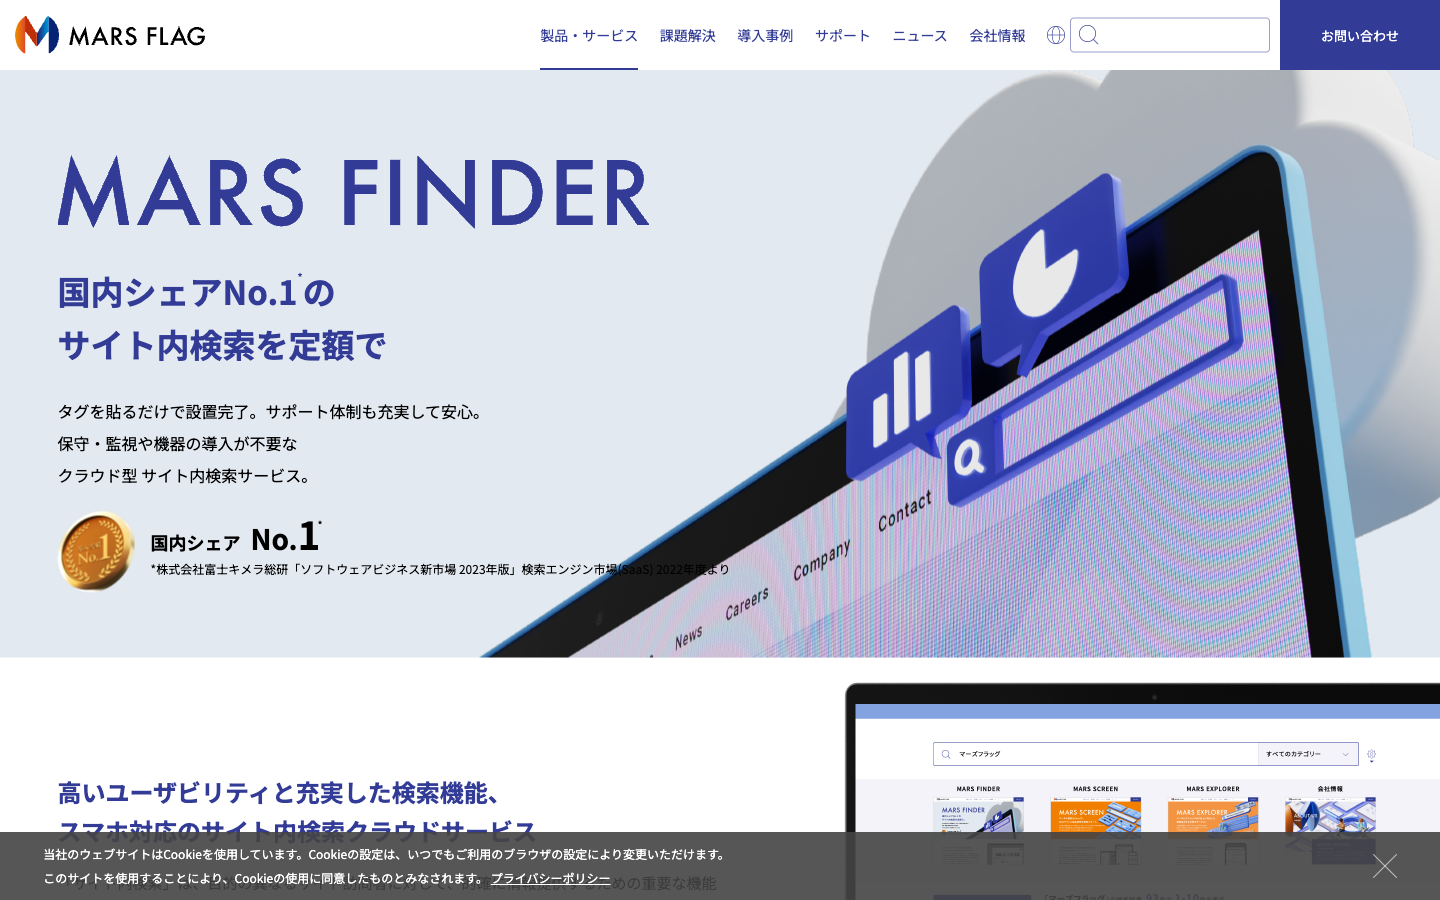 MARS FLAG
製品・サービス
課題解決
導入事例
サポート
ニュース
会社情報
お問い合わせ
MARS FINDER
国内シェアNo.1*の
サイト内検索を定額で
タグを貼るだけで設置完了。サポート体制も充実して安心。
保守・監視や機器の導入が不要な
クラウド型 サイト内検索サービス。
No.1
国内シェア No.1*
*株式会社富士キメラ総研「ソフトウェアビジネス新市場 2023年版」検索エンジン市場(SaaS) 2022年度より
News
Careers
Company
Contact
高いユーザビリティと充実した検索機能、
スマホ対応のサイト内検索クラウドサービス
マーズフラッグ
すべてのカテゴリー
MARS FINDER
MARS SCREEN
MARS EXPLORER
会社情報
MARS FINDER
MARS SCREEN
MARS EXPLORER
ABOUT US
当社のウェブサイトはCookieを使用しています。Cookieの設定は、いつでもご利用のブラウザの設定により変更いただけます。
このサイトを使用することにより、Cookieの使用に同意したものとみなされます。 プライバシーポリシー